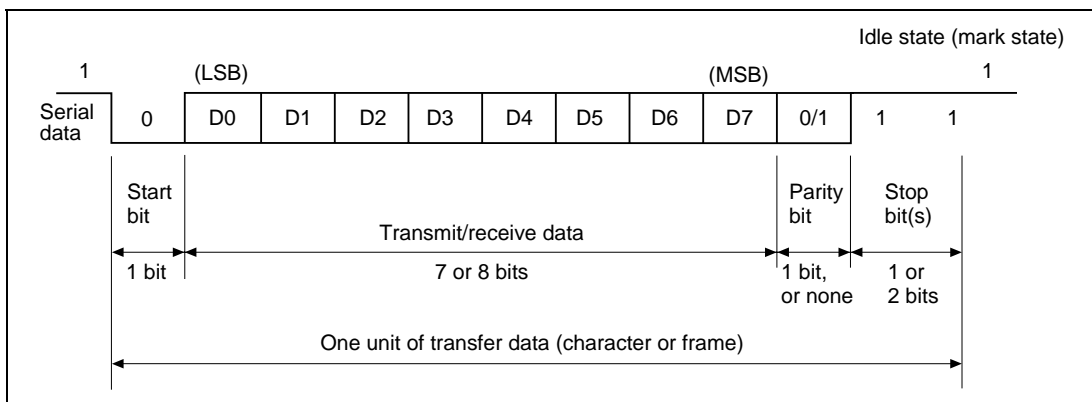 Idle state (mark state)
1 (LSB) (MSB) 1
Serial
data
0 D0 D1 D2 D3 D4 D5 D6 D7 0/1 1 1
Start
bit
Parity
bit
Stop
bit(s)
Transmit/receive data
1 bit
7 or 8 bits
1 bit,
or none
1 or
2 bits
One unit of transfer data (character or frame)